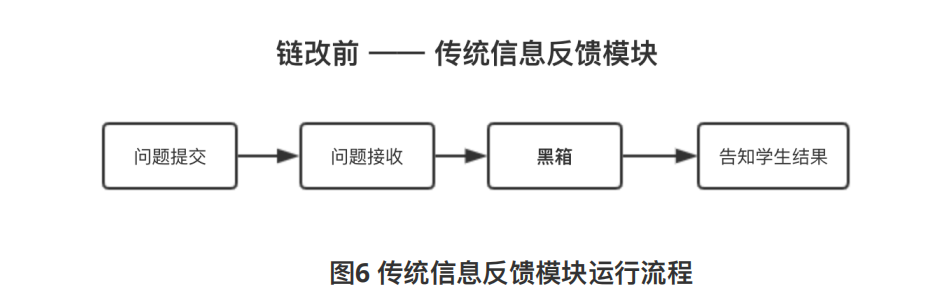 链改前 —— 传统信息反馈模块
问题提交
问题接收
黑箱
告知学生结果
图6 传统信息反馈模块运行流程